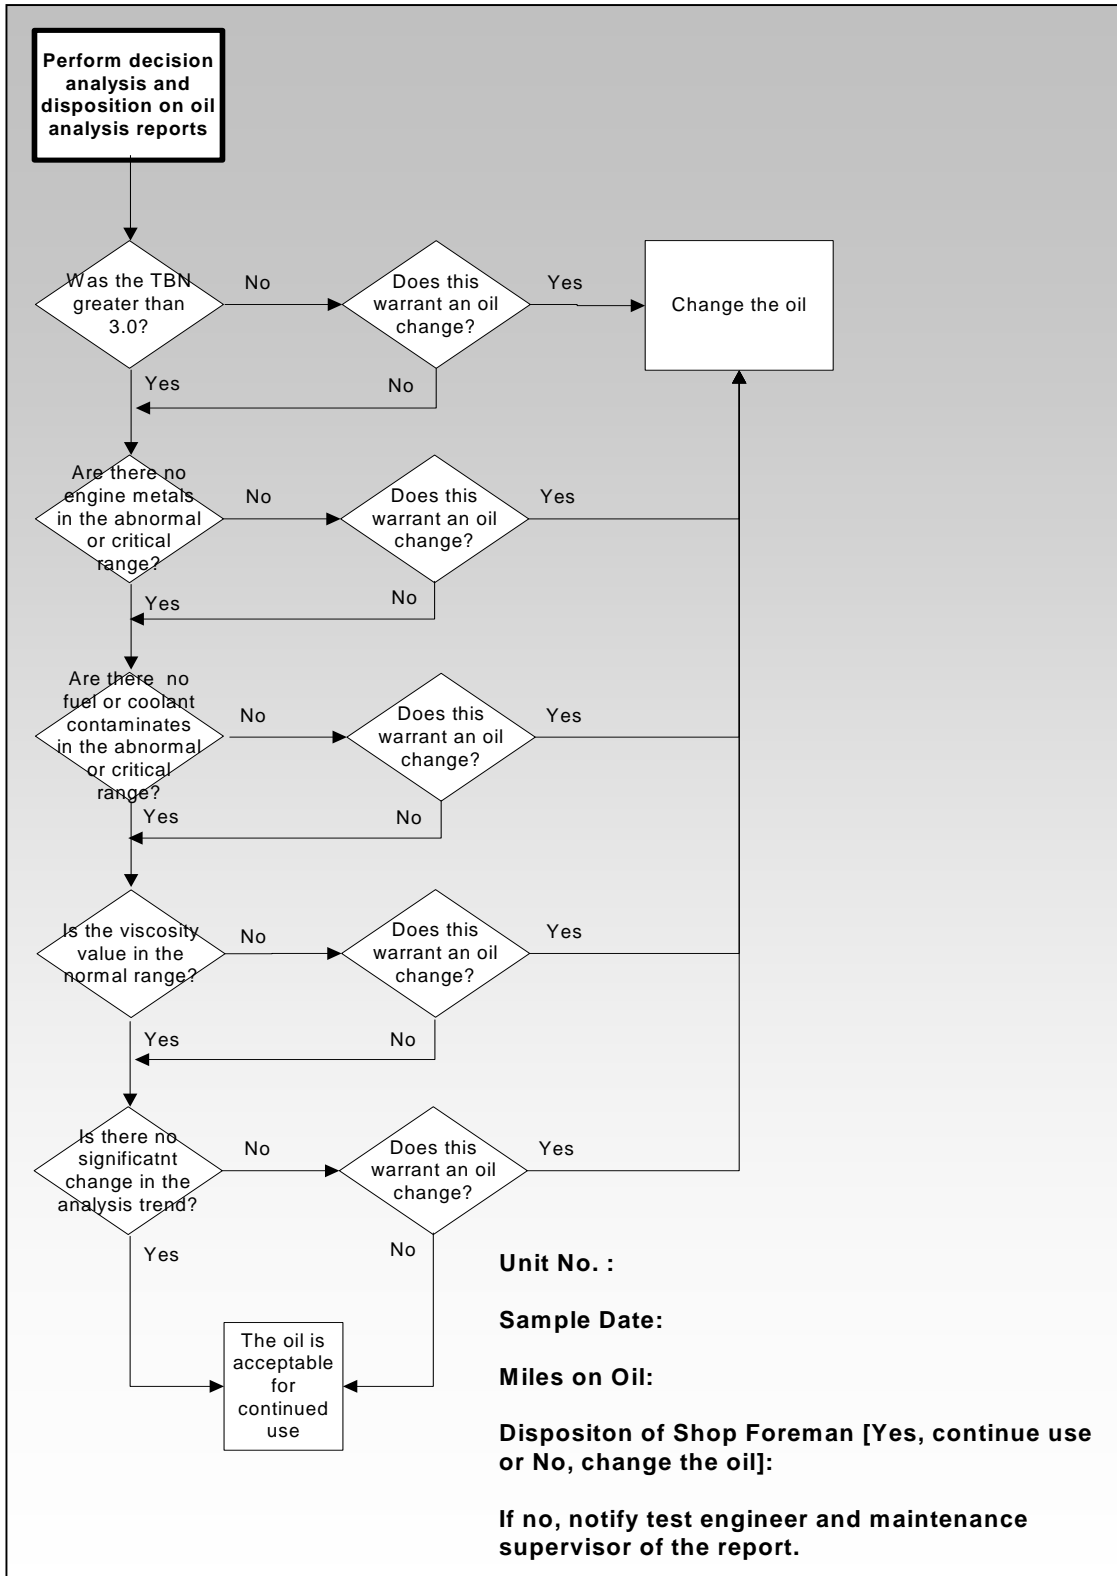 Perform decision
analysis and
disposition on oil
analysis reports
Was the TBN
greater than
3.0?
No
Does this
warrant an oil
change?
Yes
Change the oil
Yes
No
Are there no
engine metals
in the abnormal
or critical
range?
No
Does this
warrant an oil
change?
Yes
Yes
No
Are there no
fuel or coolant
contaminates
in the abnormal
or critical
range?
No
Does this
warrant an oil
change?
Yes
Yes
No
Is the viscosity
value in the
normal range?
No
Does this
warrant an oil
change?
Yes
Yes
No
Is there no
significatnt
change in the
analysis trend?
No
Does this
warrant an oil
change?
Yes
Yes
No
The oil is
acceptable
for
continued
use
Unit No. :
Sample Date:
Miles on Oil:
Dispositon of Shop Foreman [Yes, continue use
or No, change the oil]:
If no, notify test engineer and maintenance
supervisor of the report.